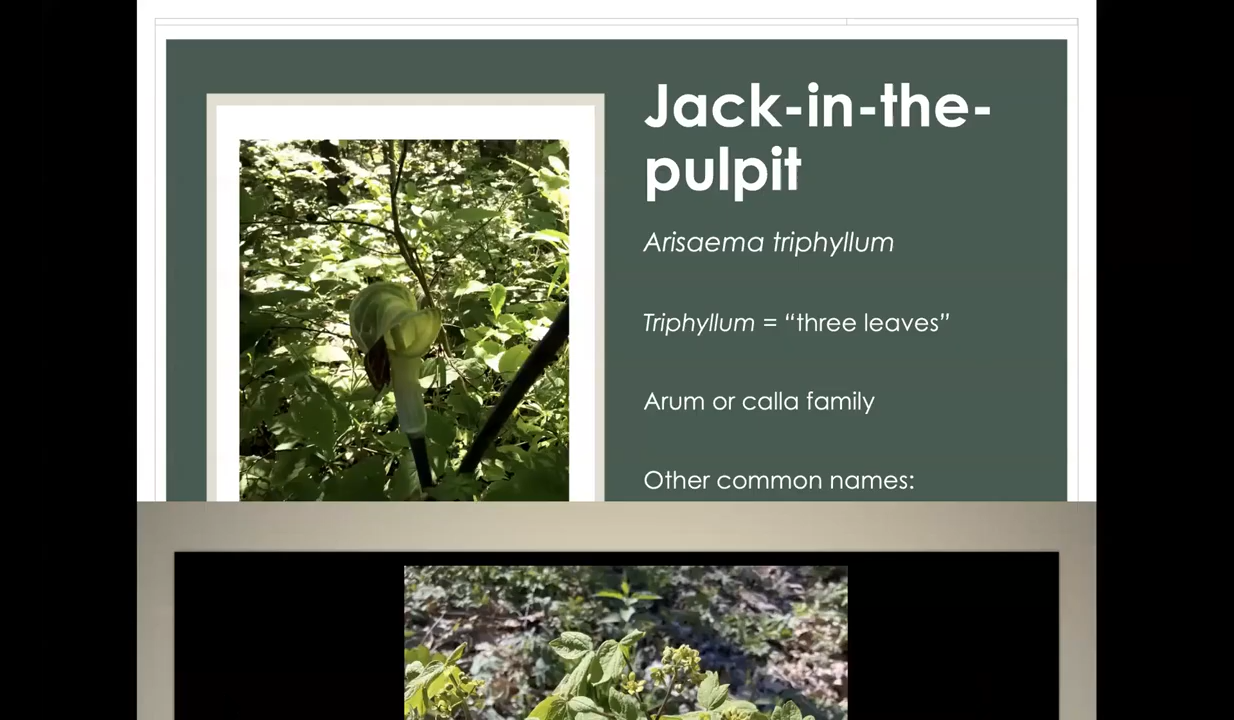 Jack-in-the-
pulpit
Arisaema triphyllum
Triphyllum = “three leaves”
Arum or calla family
Other common names: